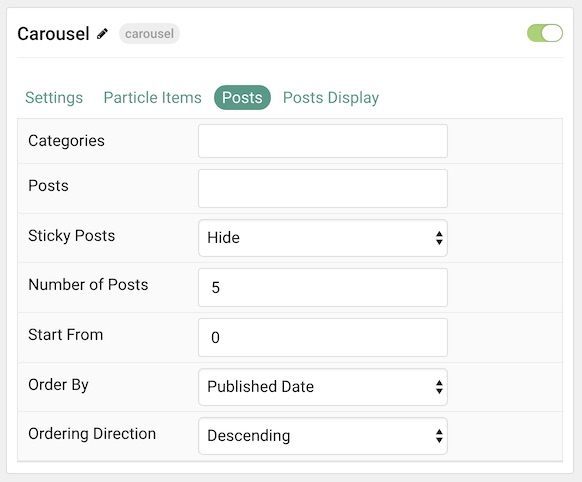 Carousel carousel
Settings Particle Items Posts Posts Display
Categories
Posts
Sticky Posts Hide
Number of Posts 5
Start From 0
Order By Published Date
Ordering Direction Descending